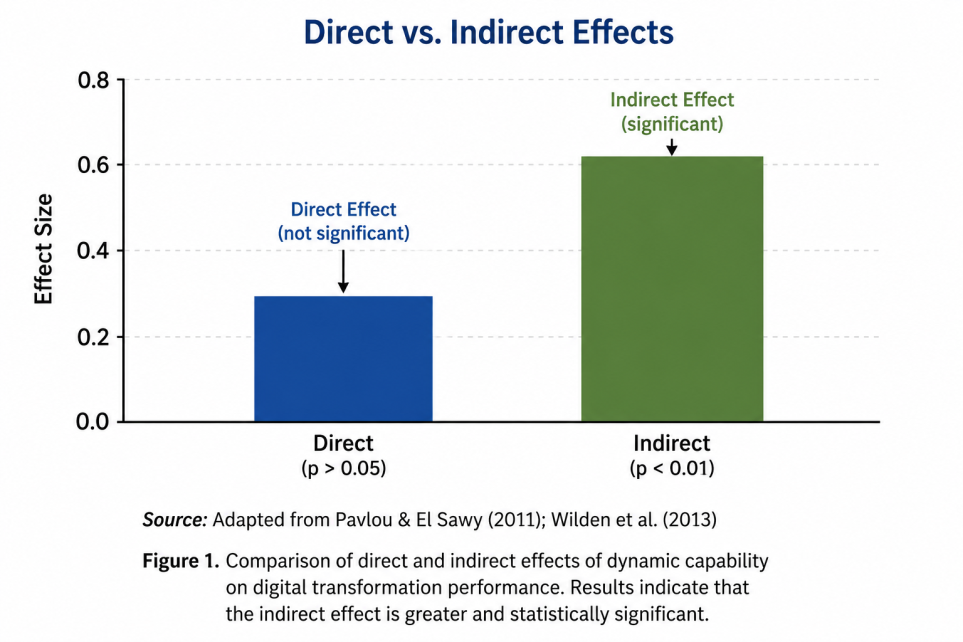 Direct vs. Indirect Effects
0.8
Indirect Effect
(significant)
0.6
Direct Effect
(not significant)
0.4
Effect Size
0.2
0.0
Direct
(p > 0.05)
Indirect
(p < 0.01)
Source: Adapted from Pavlou & El Sawy (2011); Wilden et al. (2013)
Figure 1. Comparison of direct and indirect effects of dynamic capability
on digital transformation performance. Results indicate that
the indirect effect is greater and statistically significant.